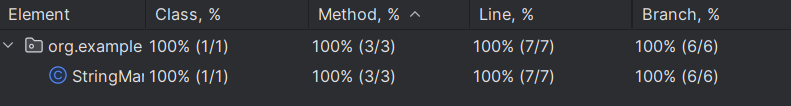 Element Class, % Method, % Line, % Branch, %
org.example 100% (1/1) 100% (3/3) 100% (7/7) 100% (6/6)
StringMar 100% (1/1) 100% (3/3) 100% (7/7) 100% (6/6)